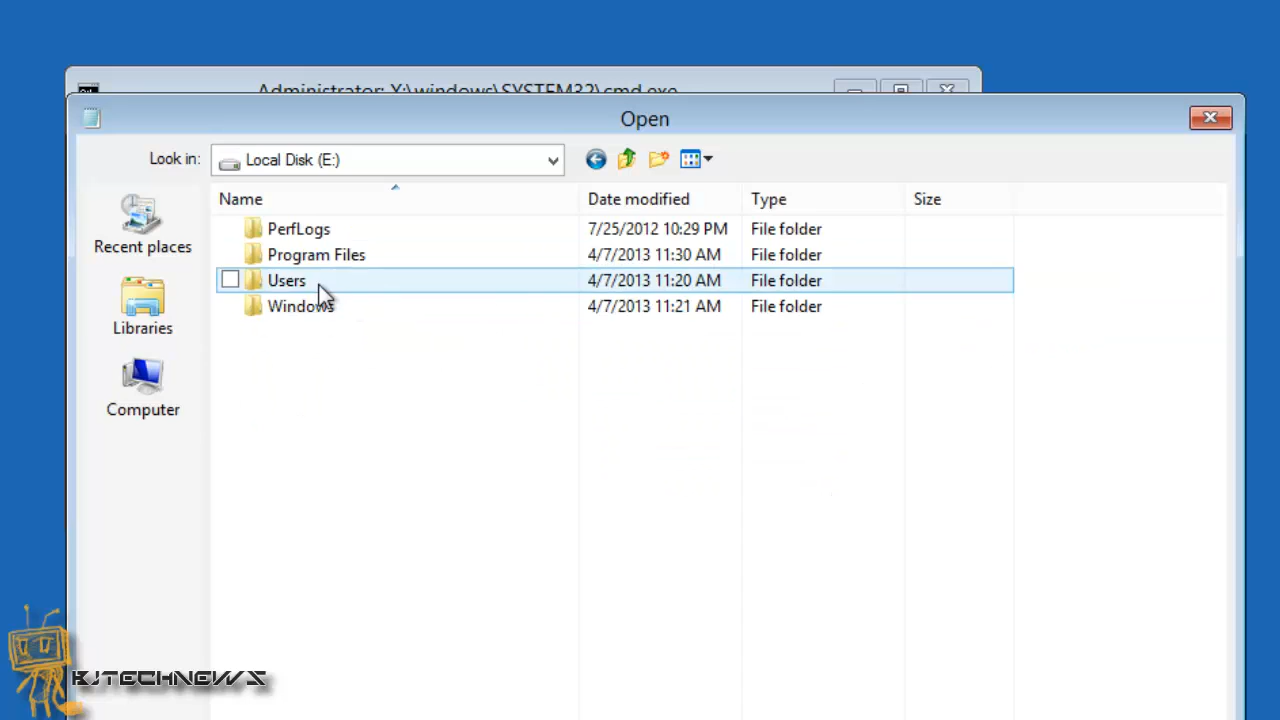 Administrator: X:\windows\SYSTEM32\cmd.exe
Open
Look in: Local Disk (E:)
Name Date modified Type Size
PerfLogs 7/25/2012 10:29 PM File folder
Program Files 4/7/2013 11:30 AM File folder
Users 4/7/2013 11:20 AM File folder
Windows 4/7/2013 11:21 AM File folder
Recent places
Libraries
Computer
BJTECHNEWS